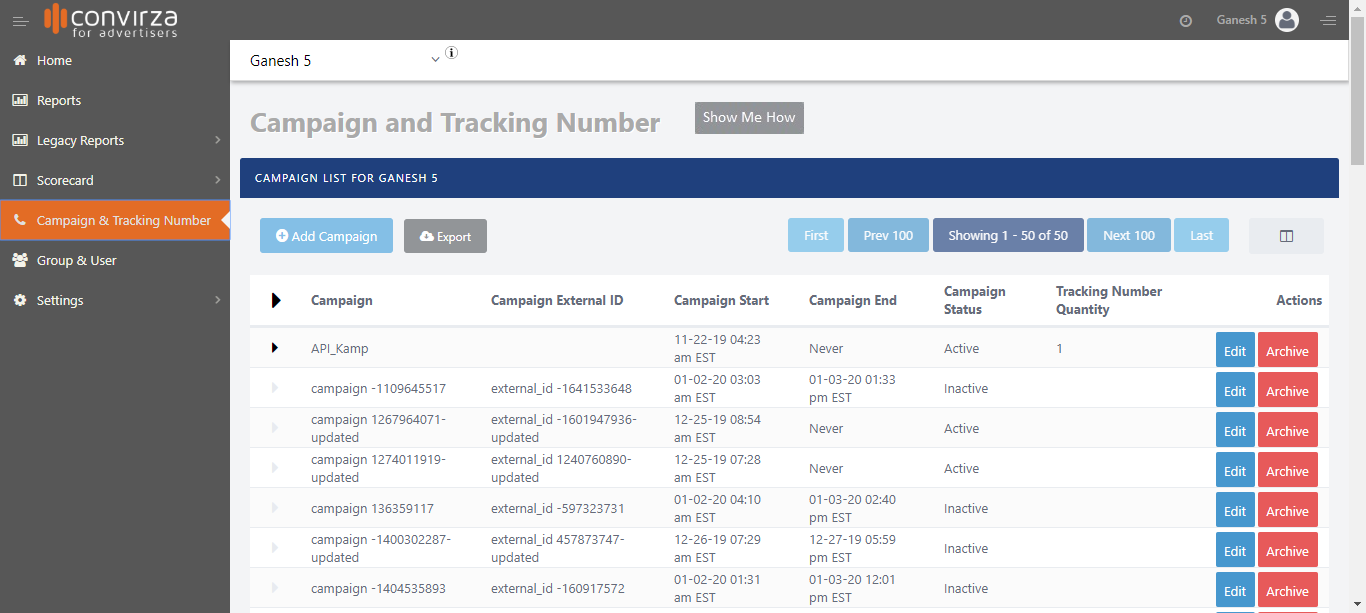 convirza
for advertisers
Ganesh 5
Home
Reports
Legacy Reports
Scorecard
Campaign & Tracking Number
Group & User
Settings
Ganesh 5
Campaign and Tracking Number
Show Me How
CAMPAIGN LIST FOR GANESH 5
Add Campaign
Export
First
Prev 100
Showing 1 - 50 of 50
Next 100
Last
Campaign
Campaign External ID
Campaign Start
Campaign End
Campaign
Status
Tracking Number
Quantity
Actions
API_Kamp
11-22-19 04:23
am EST
Never
Active
1
Edit
Archive
campaign -1109645517
external_id -1641533648
01-02-20 03:03
am EST
01-03-20 01:33
pm EST
Inactive
Edit
Archive
campaign 1267964071-
updated
external_id -1601947936-
updated
12-25-19 08:54
am EST
Never
Active
Edit
Archive
campaign 1274011919-
updated
external_id 1240760890-
updated
12-25-19 07:28
am EST
Never
Active
Edit
Archive
campaign 136359117
external_id -597323731
01-02-20 04:10
am EST
01-03-20 02:40
pm EST
Inactive
Edit
Archive
campaign -1400302287-
updated
external_id 457873747-
updated
12-26-19 07:29
am EST
12-27-19 05:59
pm EST
Inactive
Edit
Archive
campaign -1404535893
external_id -160917572
01-02-20 01:31
am EST
01-03-20 12:01
pm EST
Inactive
Edit
Archive